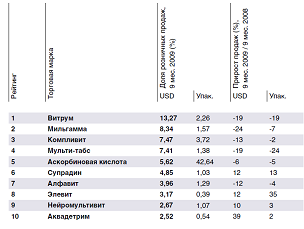 Рейтинг Торговая марка Доля розничных продаж, 9 мес. 2009 (%) Прирост продаж (%), 9 мес. 2009 / 9 мес. 2008
USD Упак. USD Упак.
1 Витрум 13,27 2,26 -19 -19
2 Мильгамма 8,34 1,57 -24 -7
3 Компливит 7,47 3,72 -13 -2
4 Мульти-табс 7,41 1,38 -19 -24
5 Аскорбиновая кислота 5,62 42,64 -6 -5
6 Супрадин 4,85 1,03 12 13
7 Алфавит 3,96 1,29 -12 -4
8 Элевит 3,17 0,39 12 35
9 Нейромультивит 2,67 1,07 10 3
10 Аквадетрим 2,52 0,54 39 2